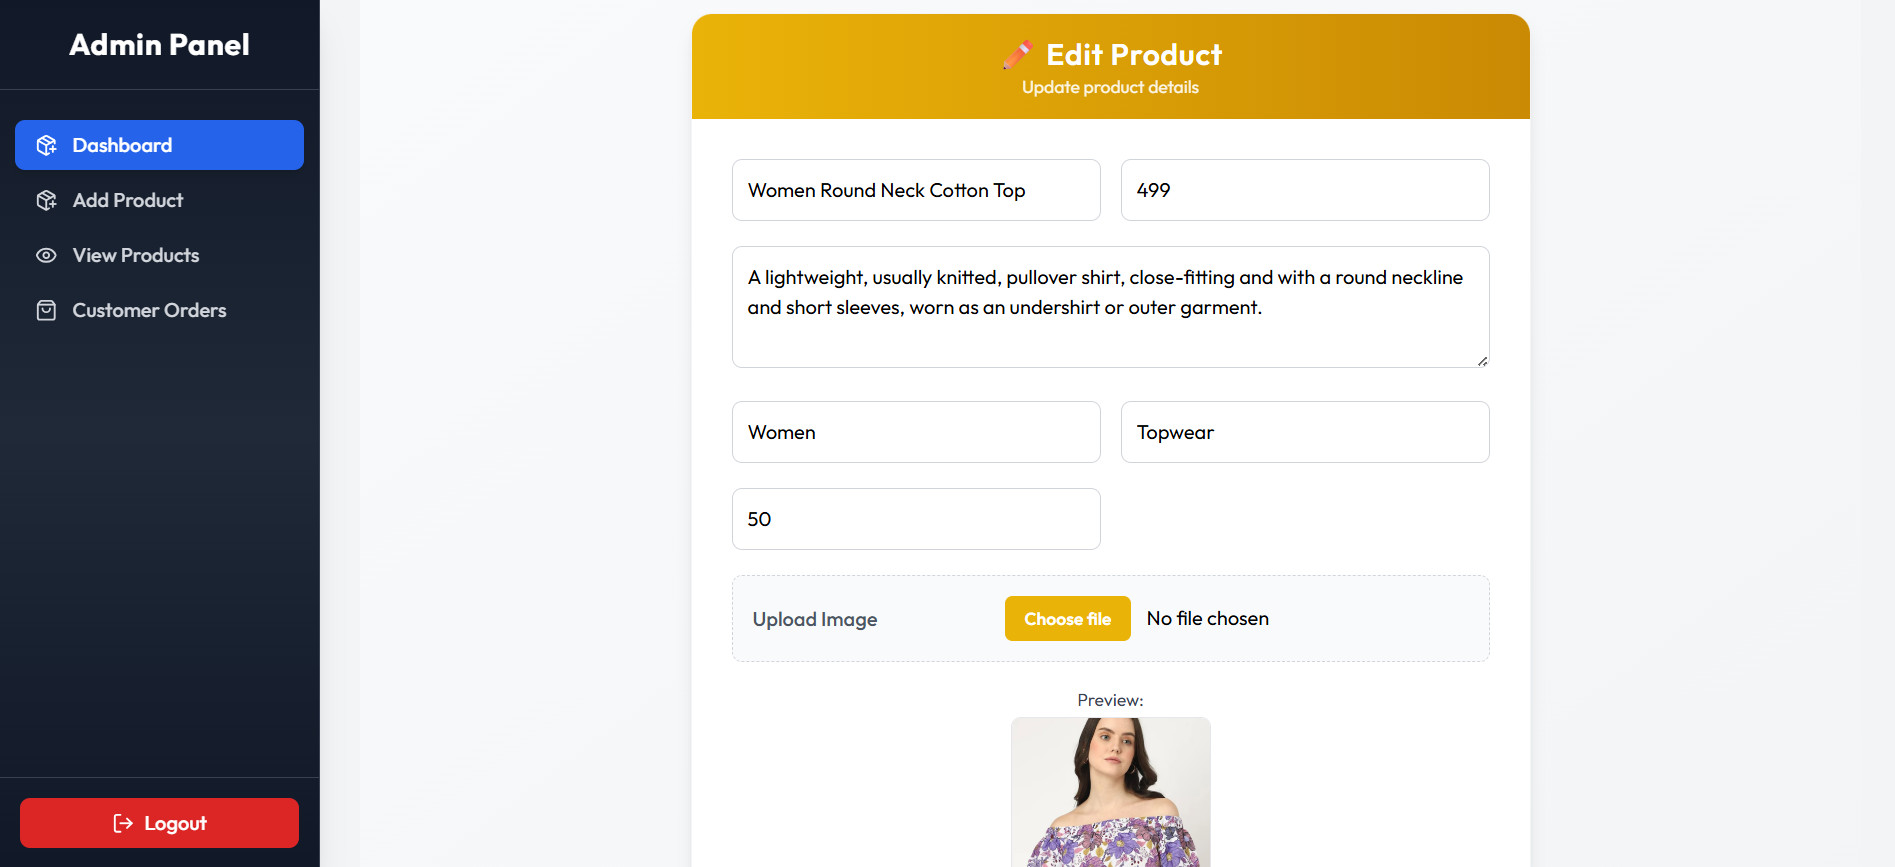 Admin Panel
Dashboard
Add Product
View Products
Customer Orders
Logout
Edit Product
Update product details
Women Round Neck Cotton Top
499
A lightweight, usually knitted, pullover shirt, close-fitting and with a round neckline
and short sleeves, worn as an undershirt or outer garment.
Women
Topwear
50
Upload Image
Choose file
No file chosen
Preview: